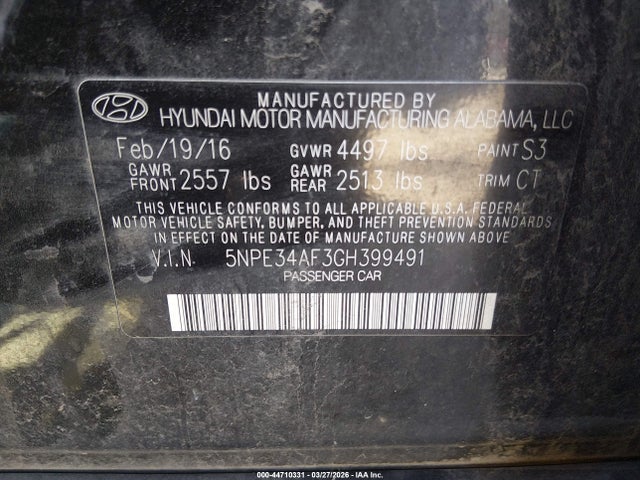 MANUFACTURED BY
HYUNDAI MOTOR MANUFACTURING ALABAMA, LLC
Feb/19/16 GVWR 4497 lbs PAINT S3
GAWR FRONT 2557 lbs GAWR REAR 2513 lbs TRIM CT
THIS VEHICLE CONFORMS TO ALL APPLICABLE U.S.A. FEDERAL
MOTOR VEHICLE SAFETY, BUMPER, AND THEFT PREVENTION STANDARDS
IN EFFECT ON THE DATE OF MANUFACTURE SHOWN ABOVE
V.I.N. 5NPE34AF3GH399491
PASSENGER CAR
000-44710331 - 03/27/2026 - IAA Inc.